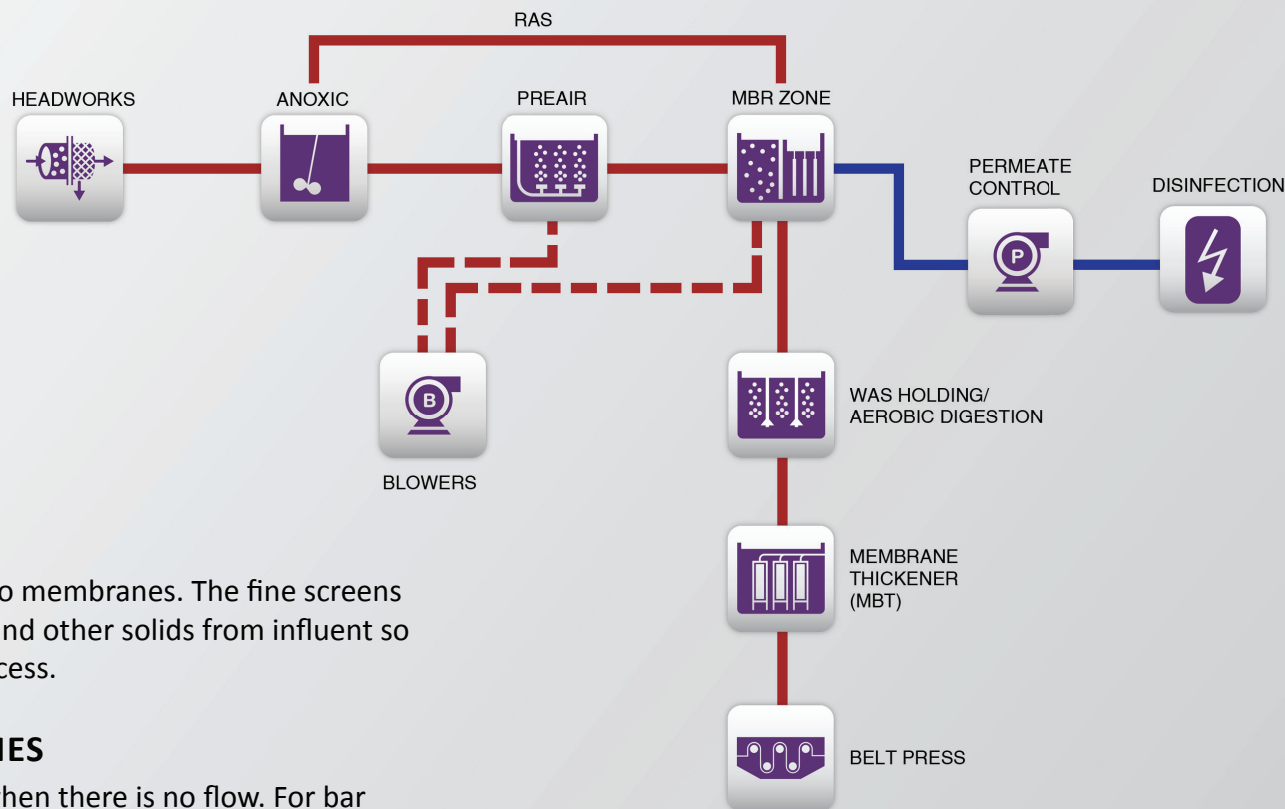 RAS
HEADWORKS
ANOXIC
PREAIR
MBR ZONE
PERMEATE
CONTROL
DISINFECTION
P
B
BLOWERS
WAS HOLDING/
AEROBIC DIGESTION
MEMBRANE
THICKENER
(MBT)
BELT PRESS
o membranes. The fine screens
nd other solids from influent so
cess.
IES
hen there is no flow. For bar